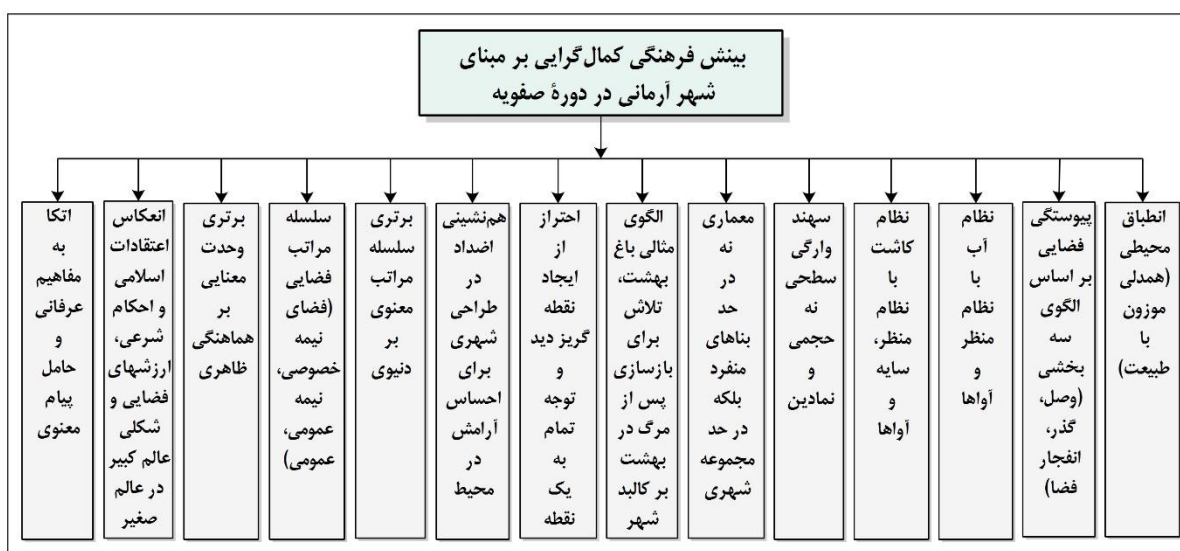 بینش فرهنگی کمال‌گرایی بر مبنای
شهر آرمانی در دورهٔ صفویه
انطباق
محیطی
(همدلی
موزون
با
طبیعت)
پیوستگی
فضایی
بر اساس
الگوی
سه
بخشی
(وصل،
گذر،
انفجار
فضا)
نظام
آب
با
نظام
منظر
و
آواها
نظام
کاشت
با
نظام
منظر،
سایه
و
آواها
سهند
وارگی
سطحی
نه
حجمی
و
نمادین
معماری
نه
در
حد
بناهای
منفرد
بلکه
در حد
مجموعه
شهری
الگوی
مثالی باغ
بهشت،
تلاش
برای
بازسازی
پس از
مرگ در
بهشت
بر کالبد
شهر
احتراز
از
ایجاد
نقطه
گریز دید
و
توجه
تمام
به
یک
نقطه
هم‌نشینی
اضداد
در
طراحی
شهری
برای
احساس
آرامش
در
محیط
برتری
سلسله
مراتب
معنوی
بر
دنیوی
سلسله
مراتب
فضایی
(فضای
نیمه
خصوصی،
نیمه
عمومی،
عمومی)
برتری
وحدت
معنایی
بر
هماهنگی
ظاهری
انعکاس
اعتقادات
اسلامی
و احکام
شرعی،
ارزشهای
فضایی و
شکلی
عالم کبیر
در عالم
صغیر
اتکا
به
مفاهیم
عرفانی
و
حامل
پیام
معنوی